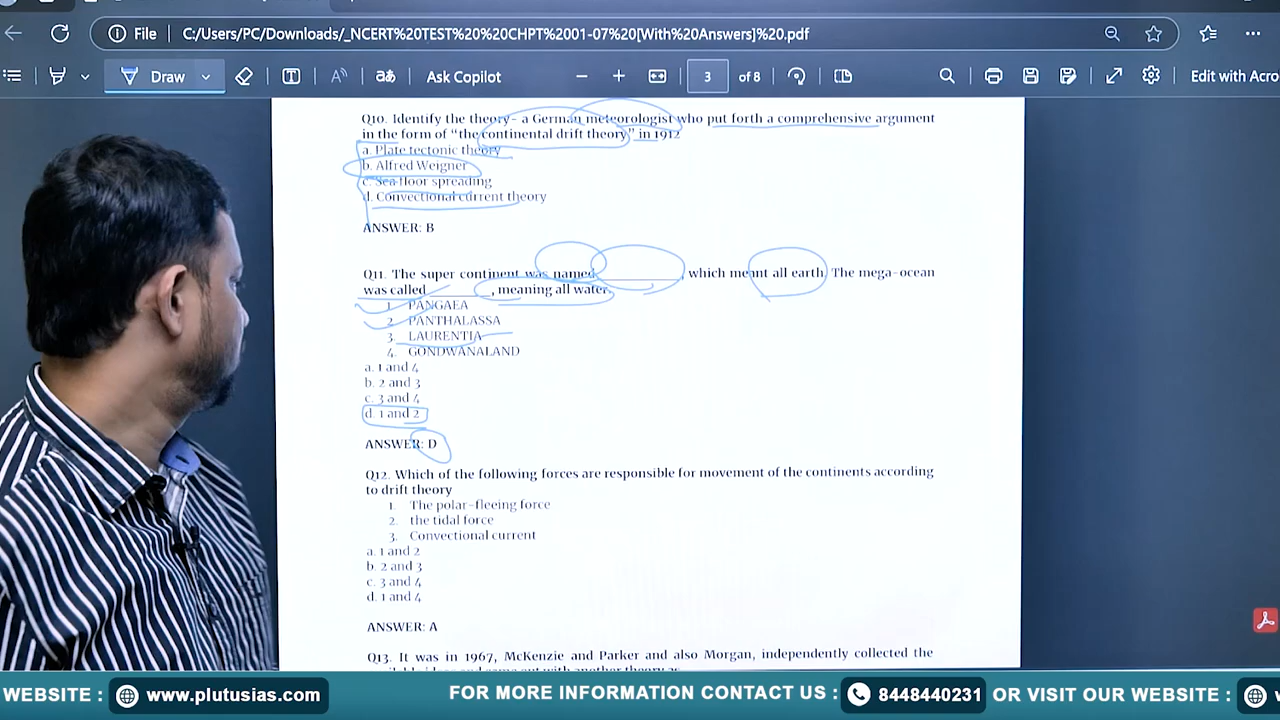 File C:/Users/PC/Downloads/_NCERT%20TEST%20%20CHPT%2001-07%20[With%20Answers]%20.pdf
Draw Ask Copilot 3 of 8 Edit with Acro
Q10. Identify the theory- a German meteorologist who put forth a comprehensive argument
in the form of “the continental drift theory” in 1912
a. Plate tectonic theory
b. Alfred Weigner
c. Sea floor spreading
d. Convectional current theory
ANSWER: B
Q11. The super continent was named ________, which meant all earth. The mega-ocean
was called ________, meaning all water.
1. PANGAEA
2. PANTHALASSA
3. LAURENTIA
4. GONDWANALAND
a. 1 and 4
b. 2 and 3
c. 3 and 4
d. 1 and 2
ANSWER: D
Q12. Which of the following forces are responsible for movement of the continents according
to drift theory
1. The polar-fleeing force
2. the tidal force
3. Convectional current
a. 1 and 2
b. 2 and 3
c. 3 and 4
d. 1 and 4
ANSWER: A
Q13. It was in 1967, McKenzie and Parker and also Morgan, independently collected the
WEBSITE : www.plutusias.com FOR MORE INFORMATION CONTACT US : 8448440231 OR VISIT OUR WEBSITE :